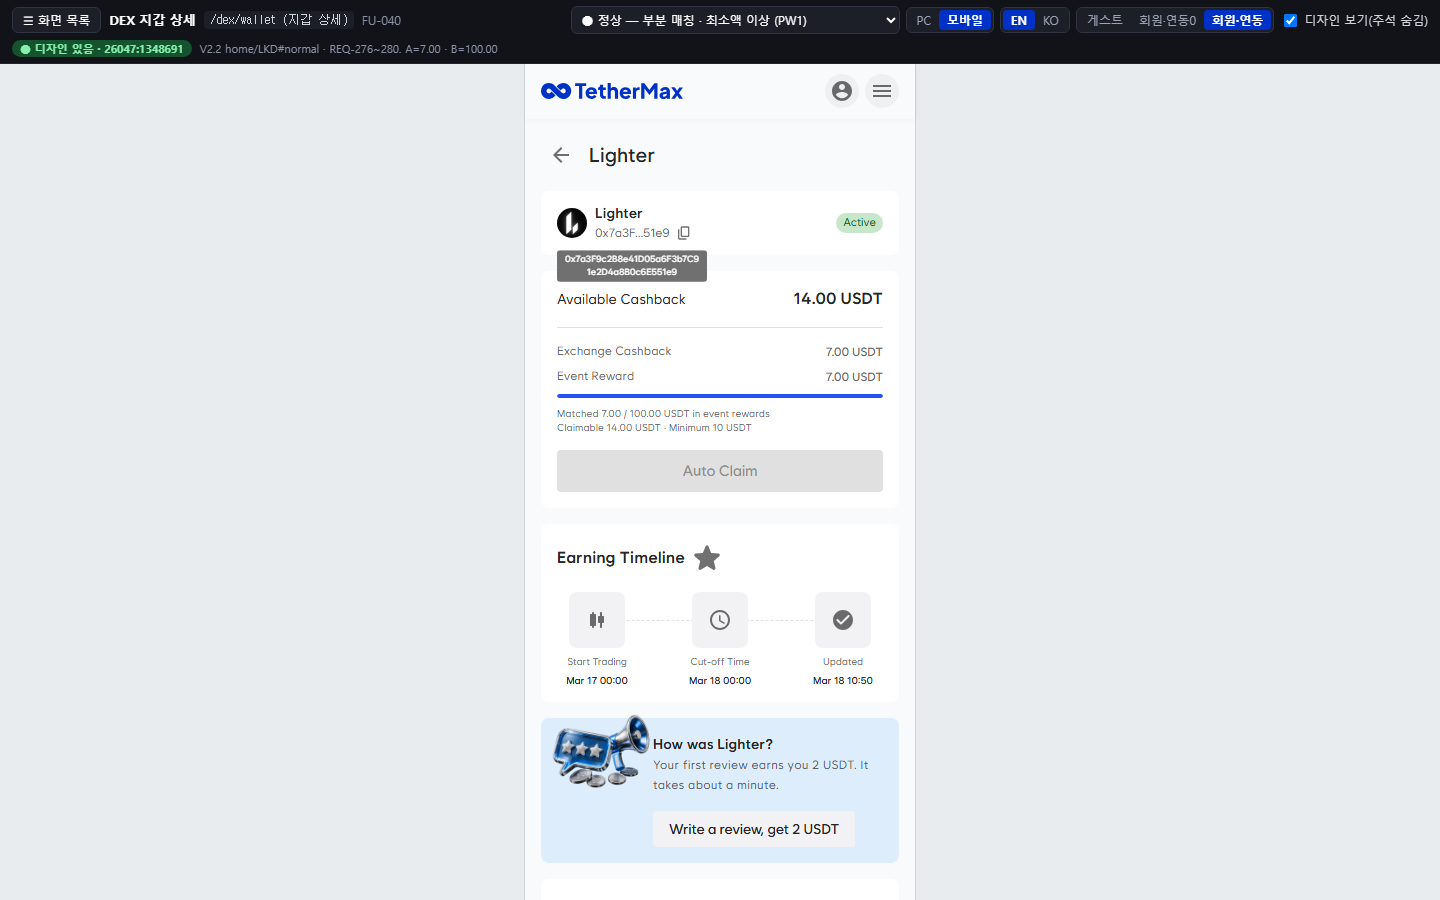 ☰ 화면 목록 DEX 지갑 상세 /dex/wallet (지갑 상세) FU-040 ● 정상 — 부분 매칭 · 최소액 이상 (PW1) PC 모바일 EN KO 게스트 회원·연동0 회원·연동 디자인 보기(주석 숨김)
● 디자인 있음 · 26047:1348691 V2.2 home/LKD#normal · REQ-276~280. A=7.00 · B=100.00
TetherMax
Lighter
Lighter
0x7a3F...51e9
Active
0x7a3F9c2B8e41D05a6F3b7C9
1e2D4a8B0c6E551e9
Available Cashback 14.00 USDT
Exchange Cashback 7.00 USDT
Event Reward 7.00 USDT
Matched 7.00 / 100.00 USDT in event rewards
Claimable 14.00 USDT · Minimum 10 USDT
Auto Claim
Earning Timeline
Start Trading Cut-off Time Updated
Mar 17 00:00 Mar 18 00:00 Mar 18 10:50
How was Lighter?
Your first review earns you 2 USDT. It
takes about a minute.
Write a review, get 2 USDT